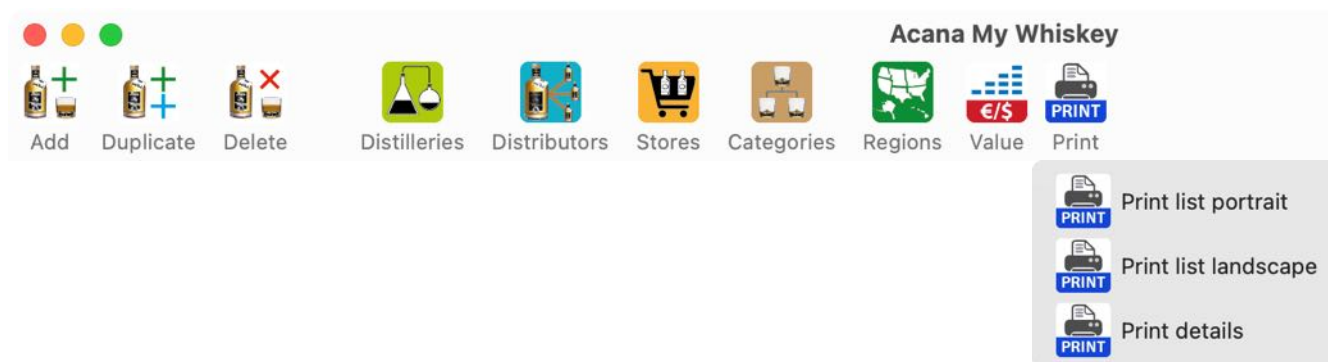 Acana My Whiskey
€/$
PRINT
Add Duplicate Delete Distilleries Distributors Stores Categories Regions Value Print
PRINT
Print list portrait
PRINT
Print list landscape
PRINT
Print details